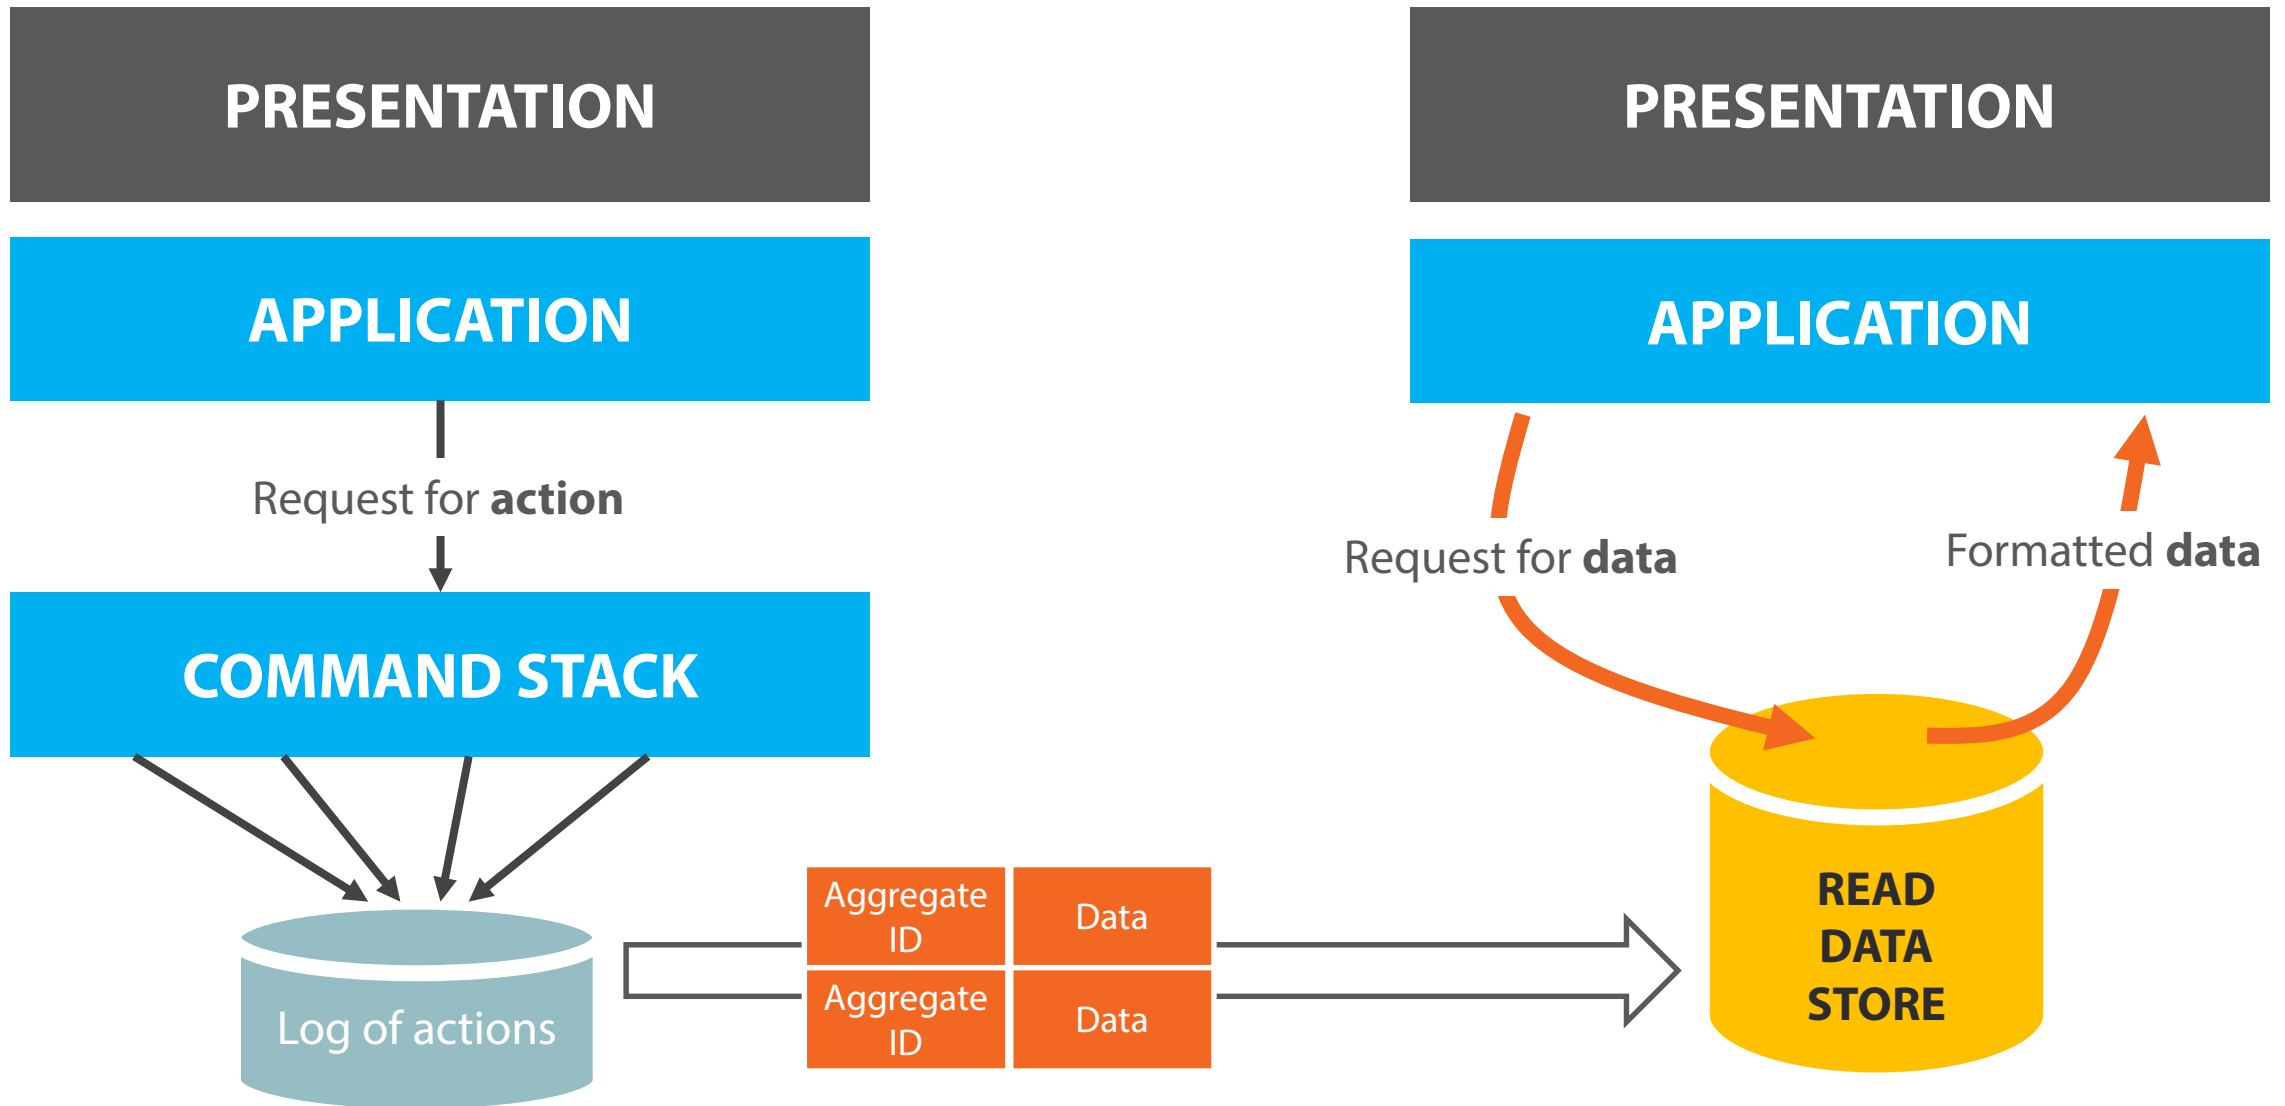 PRESENTATION
APPLICATION
Request for action
COMMAND STACK
Log of actions
Aggregate
ID
Data
Aggregate
ID
Data
PRESENTATION
APPLICATION
Request for data
Formatted data
READ
DATA
STORE